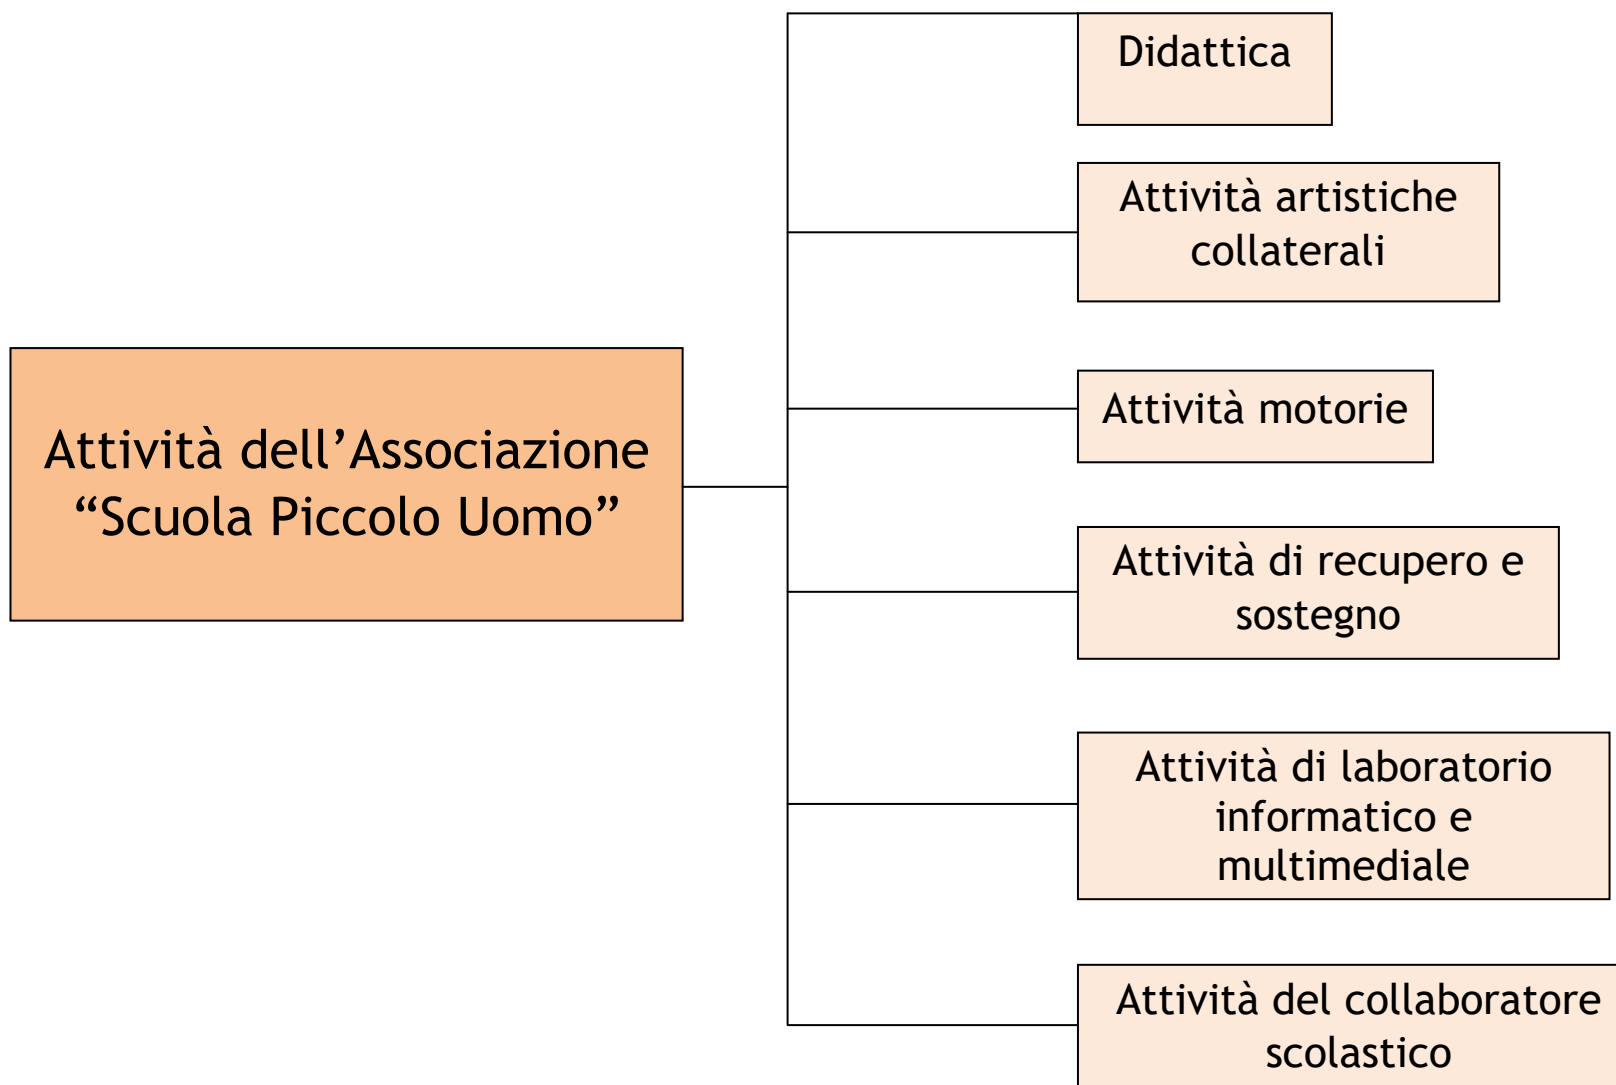 Didattica
Attività artistiche
collaterali
Attività motorie
Attività dell’Associazione
“Scuola Piccolo Uomo”
Attività di recupero e
sostegno
Attività di laboratorio
informatico e
multimediale
Attività del collaboratore
scolastico